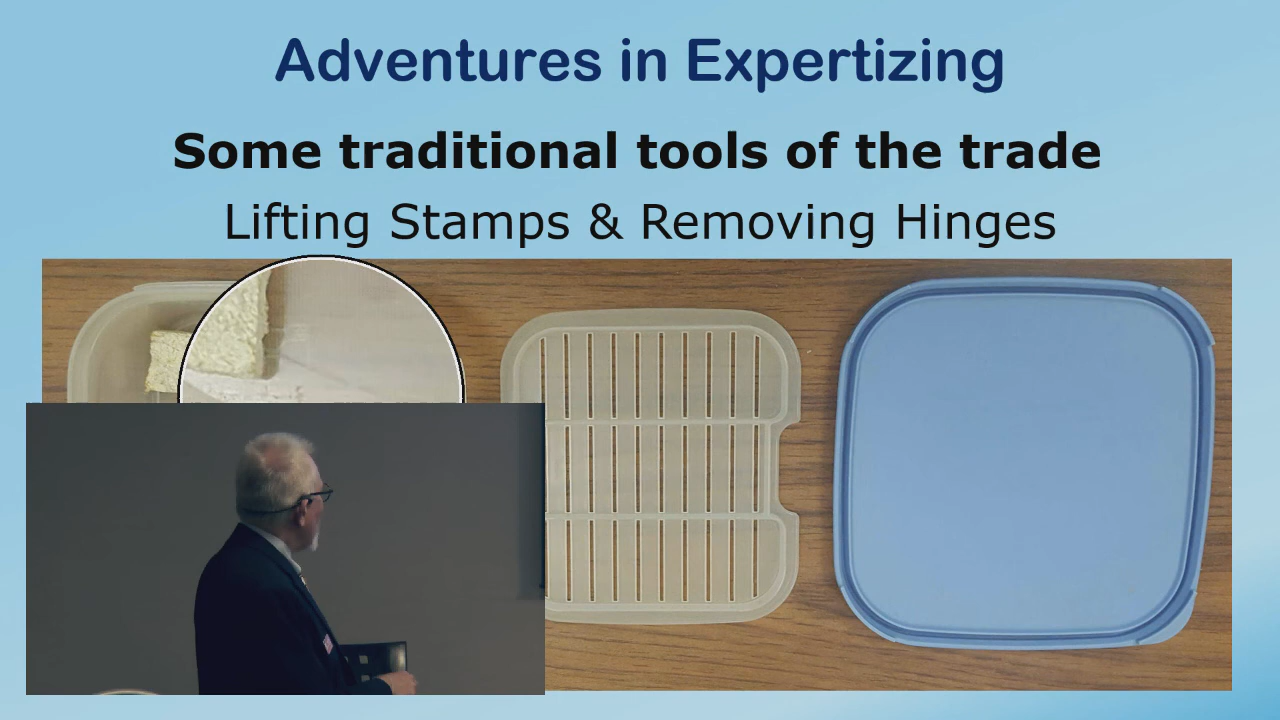 Adventures in Expertizing
Some traditional tools of the trade
Lifting Stamps & Removing Hinges